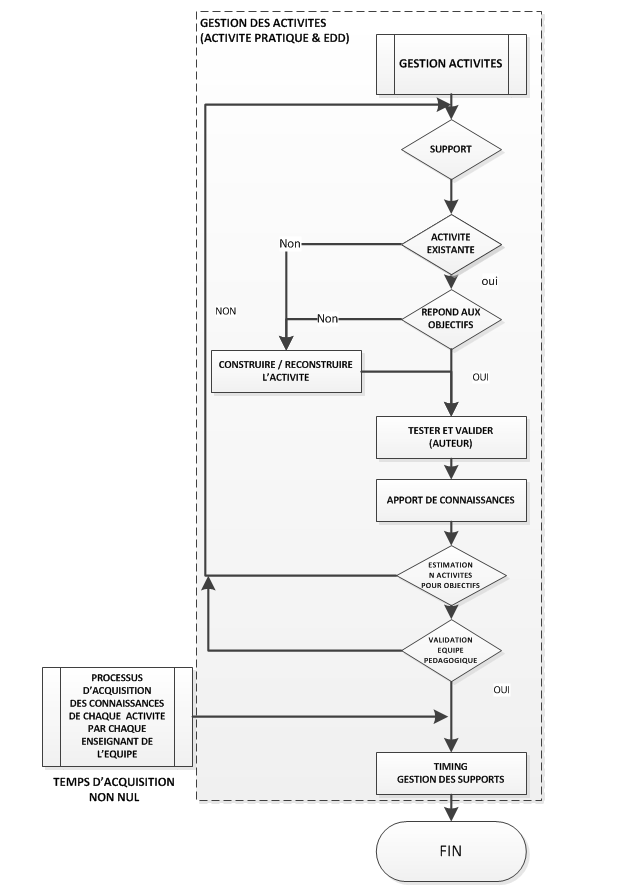 GESTION DES ACTIVITES
(ACTIVITE PRATIQUE & EDD)
GESTION ACTIVITES
SUPPORT
ACTIVITE
EXISTANTE
Non
oui
REPOND AUX
OBJECTIFS
NON
Non
CONSTRUIRE / RECONSTRUIRE
L’ACTIVITE
OUI
TESTER ET VALIDER
(AUTEUR)
APPORT DE CONNAISSANCES
ESTIMATION
N ACTIVITES
POUR OBJECTIFS
VALIDATION
EQUIPE
PEDAGOGIQUE
OUI
PROCESSUS
D’ACQUISITION
DES CONNAISSANCES
DE CHAQUE ACTIVITE
PAR CHAQUE
ENSEIGNANT DE
L’EQUIPE
TEMPS D’ACQUISITION
NON NUL
TIMING
GESTION DES SUPPORTS
FIN